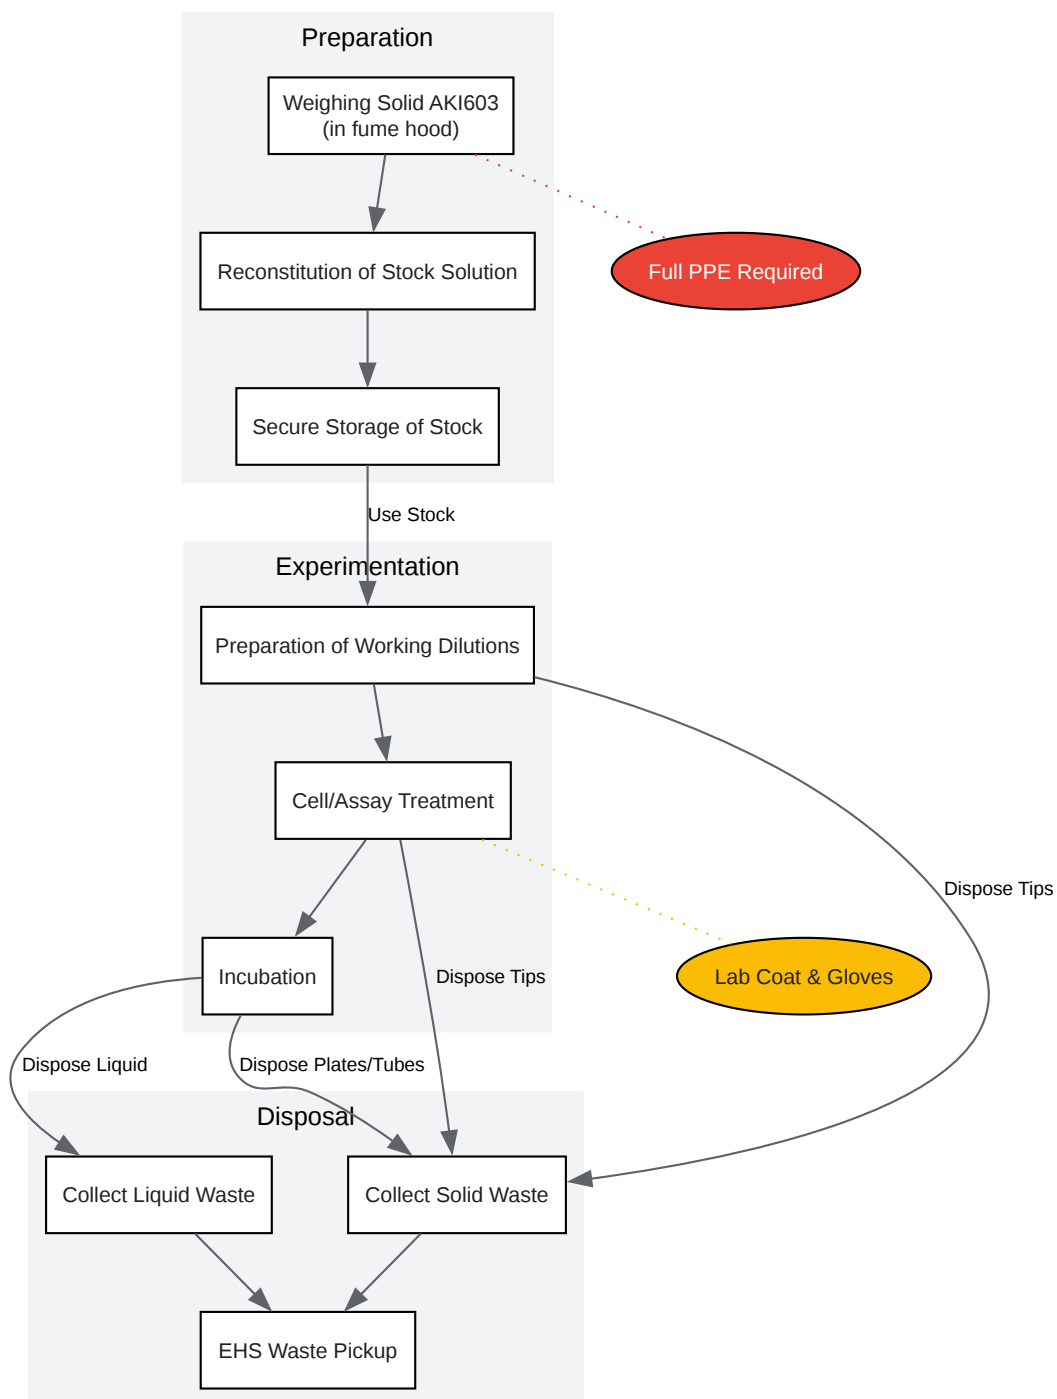 Preparation
Weighing Solid AKI603
(in fume hood)
Reconstitution of Stock Solution
Full PPE Required
Secure Storage of Stock
Use Stock
Experimentation
Preparation of Working Dilutions
Cell/Assay Treatment
Dispose Tips
Incubation
Dispose Tips
Lab Coat & Gloves
Dispose Liquid
Dispose Plates/Tubes
Disposal
Collect Liquid Waste
Collect Solid Waste
EHS Waste Pickup